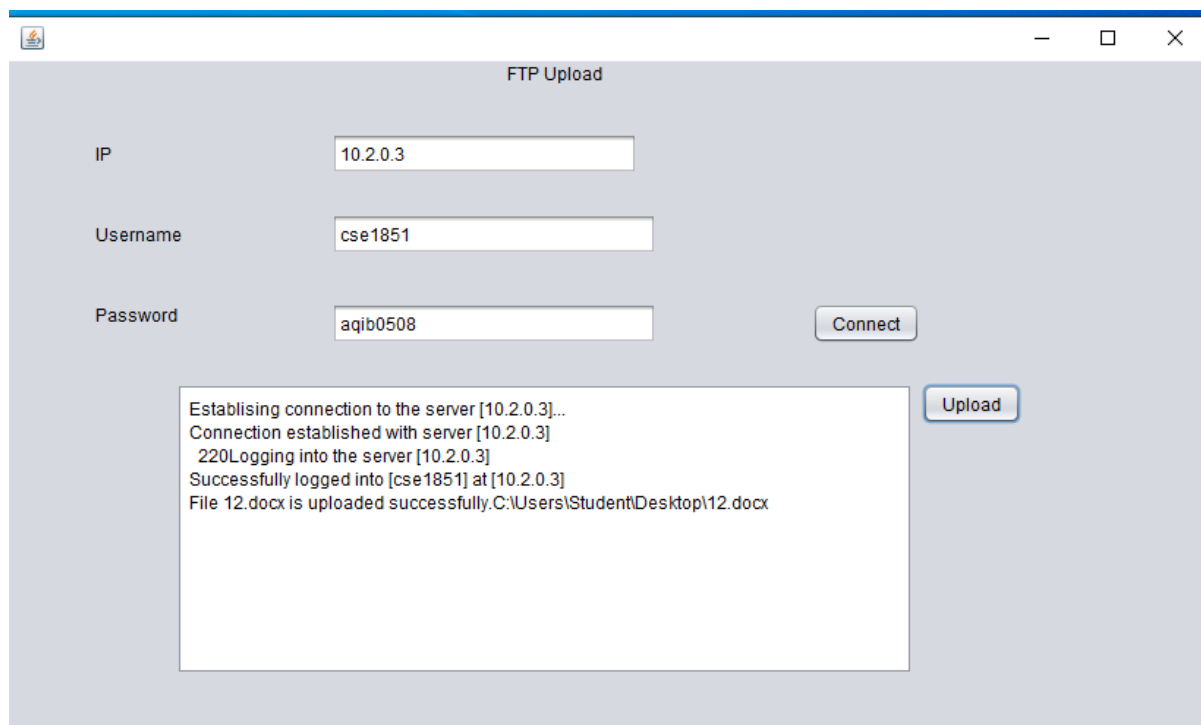 FTP Upload
IP
10.2.0.3
Username
cse1851
Password
aqib0508
Connect
Upload
Establising connection to the server [10.2.0.3]...
Connection established with server [10.2.0.3]
220Logging into the server [10.2.0.3]
Successfully logged into [cse1851] at [10.2.0.3]
File 12.docx is uploaded successfully.C:\Users\Student\Desktop\12.docx